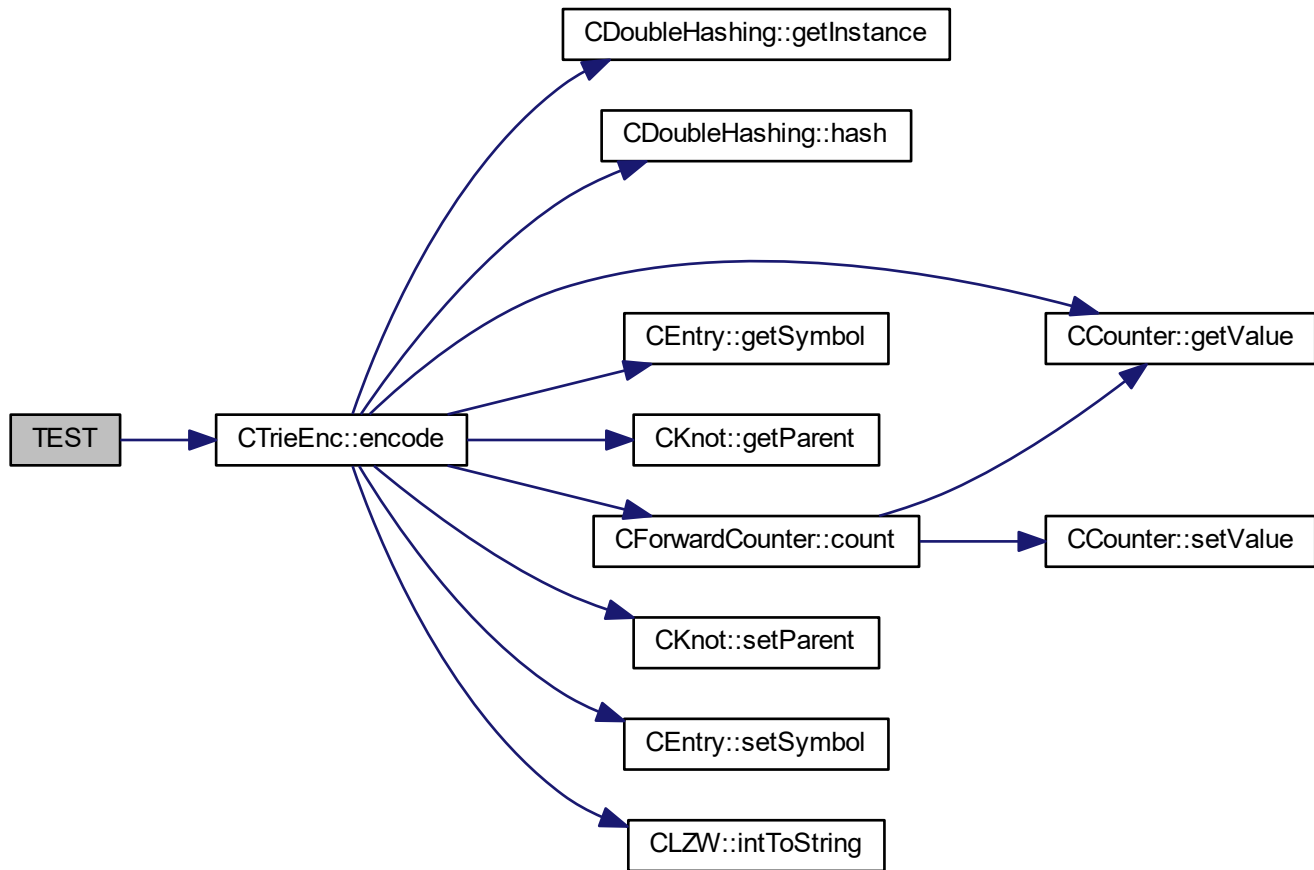 CDoubleHashing::getInstance
CDoubleHashing::hash
CEntry::getSymbol
CCounter::getValue
TEST
CTrieEnc::encode
CKnot::getParent
CForwardCounter::count
CCounter::setValue
CKnot::setParent
CEntry::setSymbol
CLZW::intToString